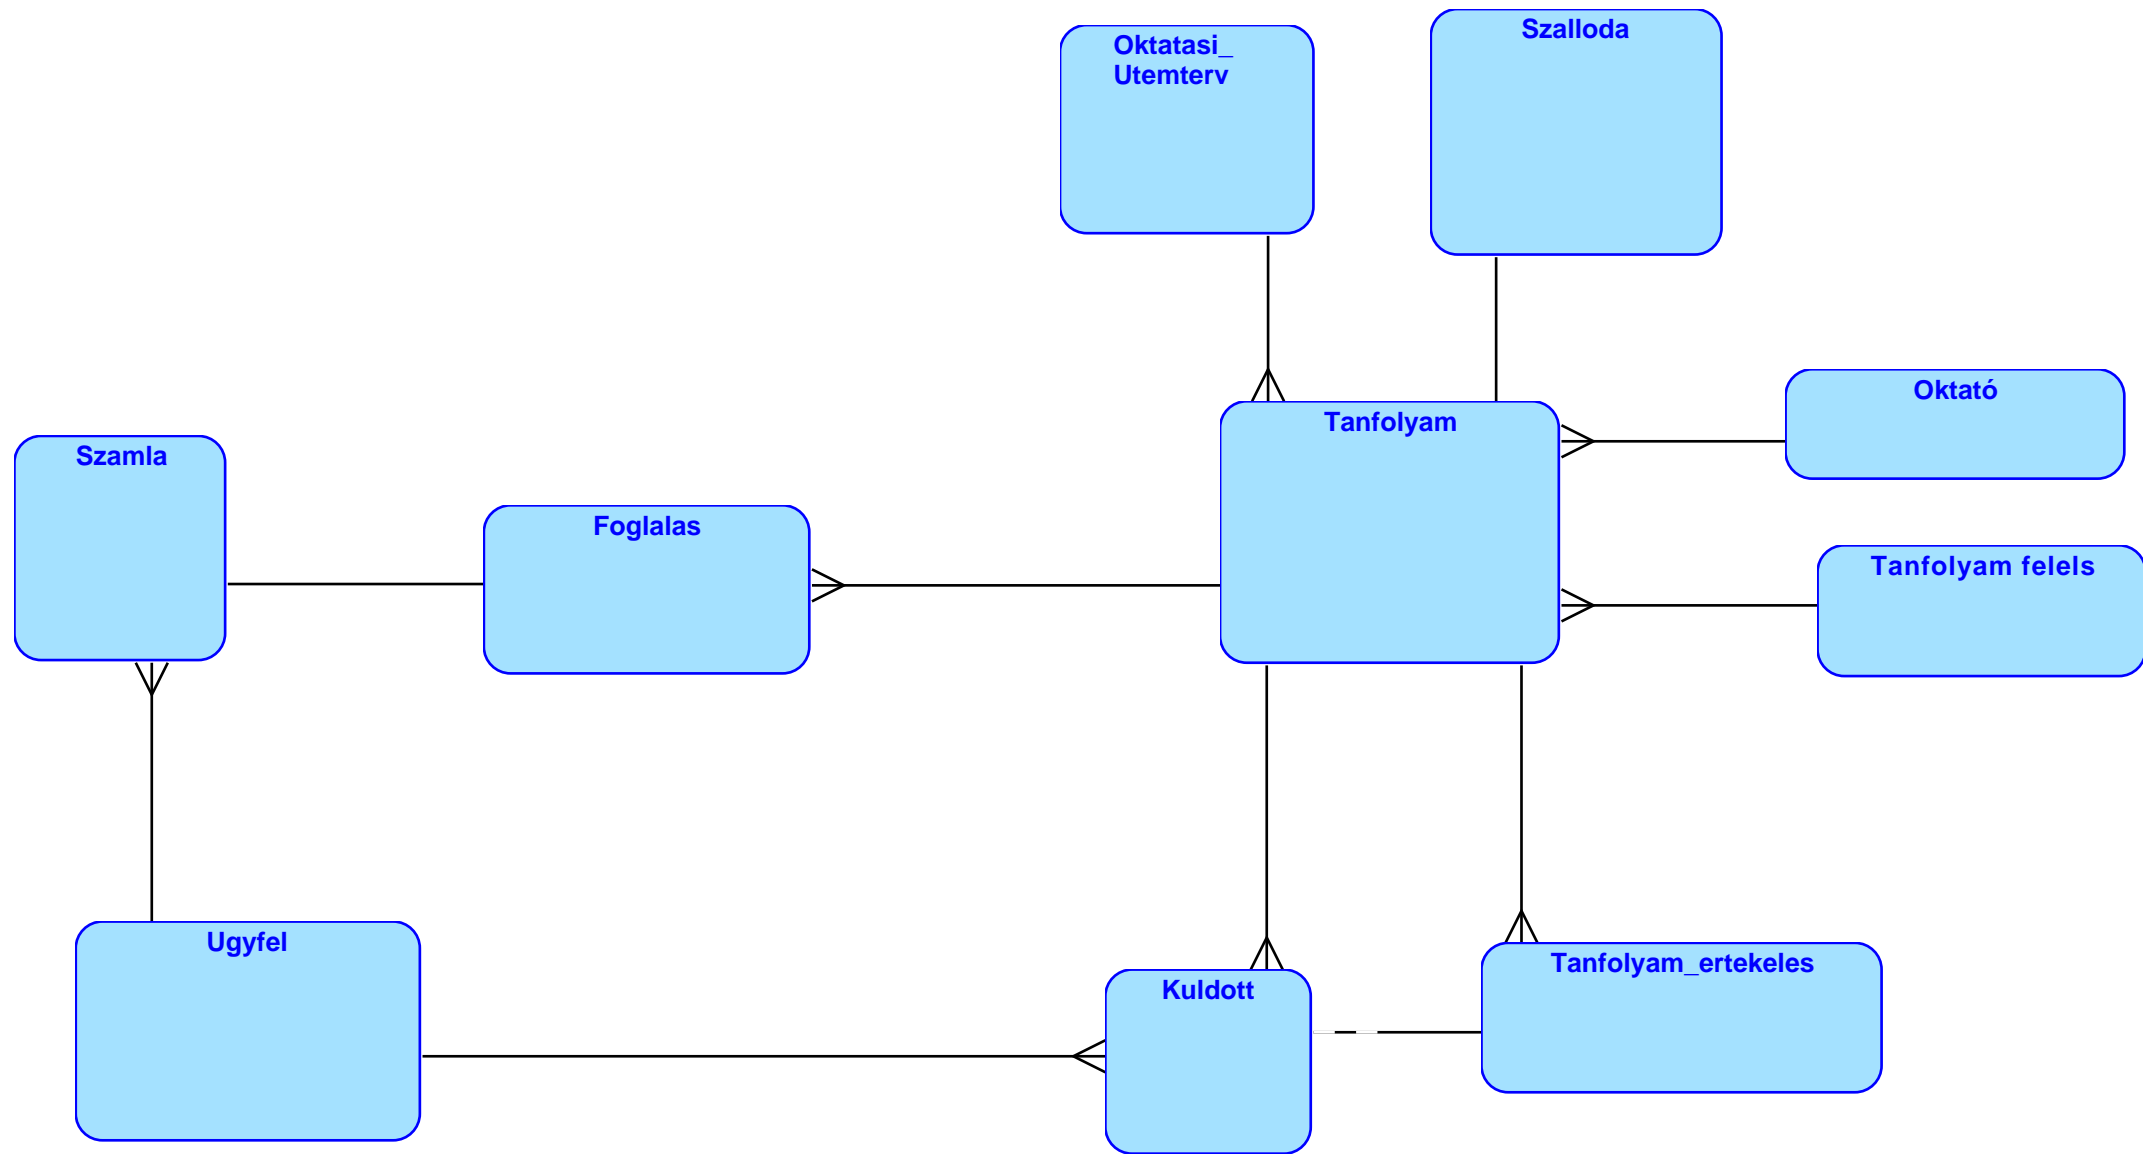 Oktatasi_
Utemterv
Szalloda
Oktató
Tanfolyam
Szamla
Foglalas
Tanfolyam felels
Ugyfel
Tanfolyam_ertekeles
Kuldott